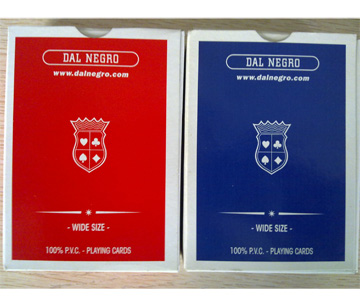 DAL NEGRO
www.dalnegro.com
- WIDE SIZE -
100% P.V.C. - PLAYING CARDS
DAL NEGRO
www.dalnegro.com
- WIDE SIZE -
100% P.V.C. - PLAYING CARDS